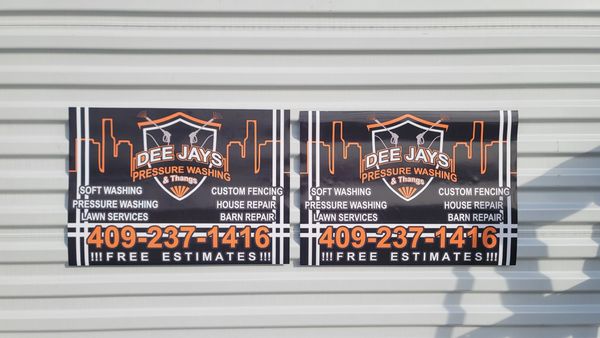 DEE JAYS
PRESSURE WASHING
& Thangs
SOFT WASHING
PRESSURE WASHING
LAWN SERVICES
CUSTOM FENCING
HOUSE REPAIR
BARN REPAIR
409-237-1416
!!!FREE ESTIMATES!!!
DEE JAYS
PRESSURE WASHING
& Thangs
SOFT WASHING
PRESSURE WASHING
LAWN SERVICES
CUSTOM FENCING
HOUSE REPAIR
BARN REPAIR
409-237-1416
!!!FREE ESTIMATES!!!